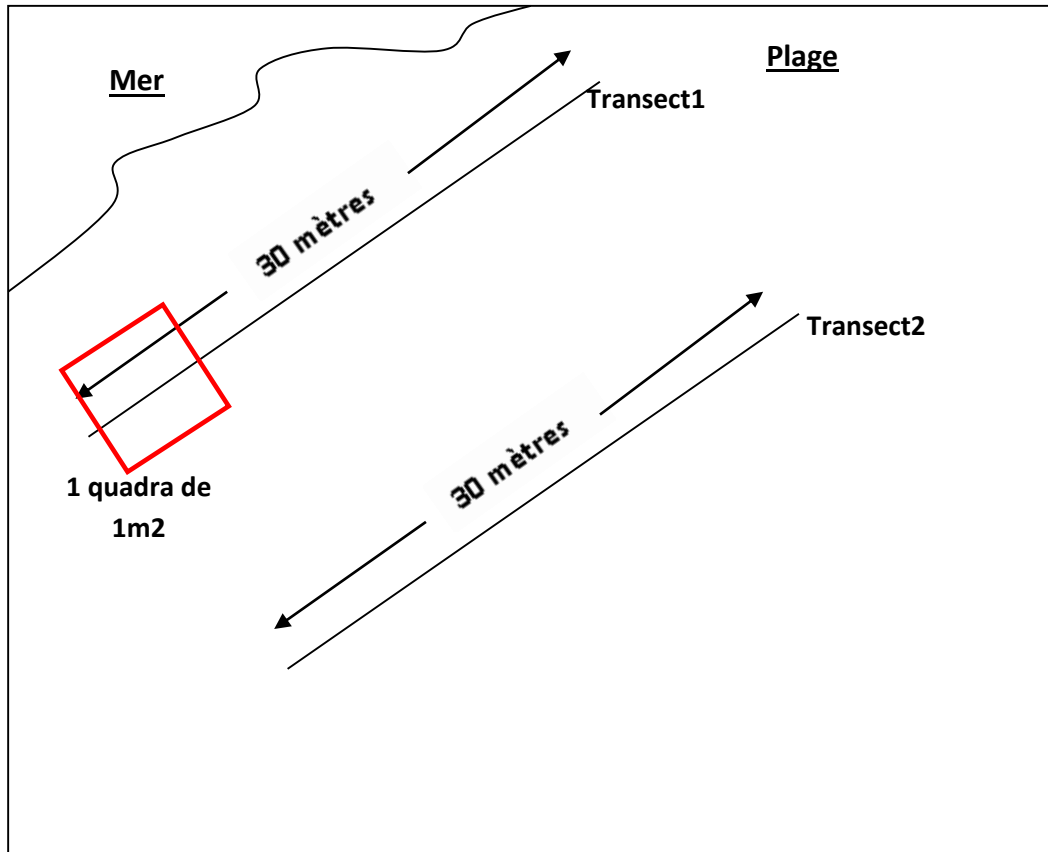 Mer
Plage
Transect1
30 mètres
Transect2
30 mètres
1 quadra de
1m2